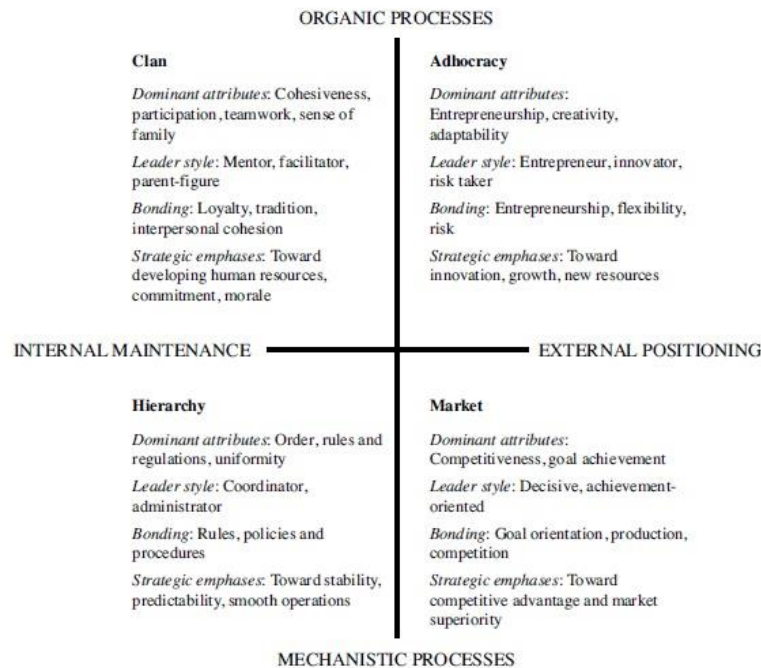 ORGANIC PROCESSES
Clan
Dominant attributes: Cohesiveness,
participation, teamwork, sense of
family
Leader style: Mentor, facilitator,
parent-figure
Bonding: Loyalty, tradition,
interpersonal cohesion
Strategic emphases: Toward
developing human resources,
commitment, morale
Adhocracy
Dominant attributes:
Entrepreneurship, creativity,
adaptability
Leader style: Entrepreneur, innovator,
risk taker
Bonding: Entrepreneurship, flexibility,
risk
Strategic emphases: Toward
innovation, growth, new resources
INTERNAL MAINTENANCE
EXTERNAL POSITIONING
Hierarchy
Dominant attributes: Order, rules and
regulations, uniformity
Leader style: Coordinator,
administrator
Bonding: Rules, policies and
procedures
Strategic emphases: Toward stability,
predictability, smooth operations
Market
Dominant attributes:
Competitiveness, goal achievement
Leader style: Decisive, achievement-
oriented
Bonding: Goal orientation, production,
competition
Strategic emphases: Toward
competitive advantage and market
superiority
MECHANISTIC PROCESSES